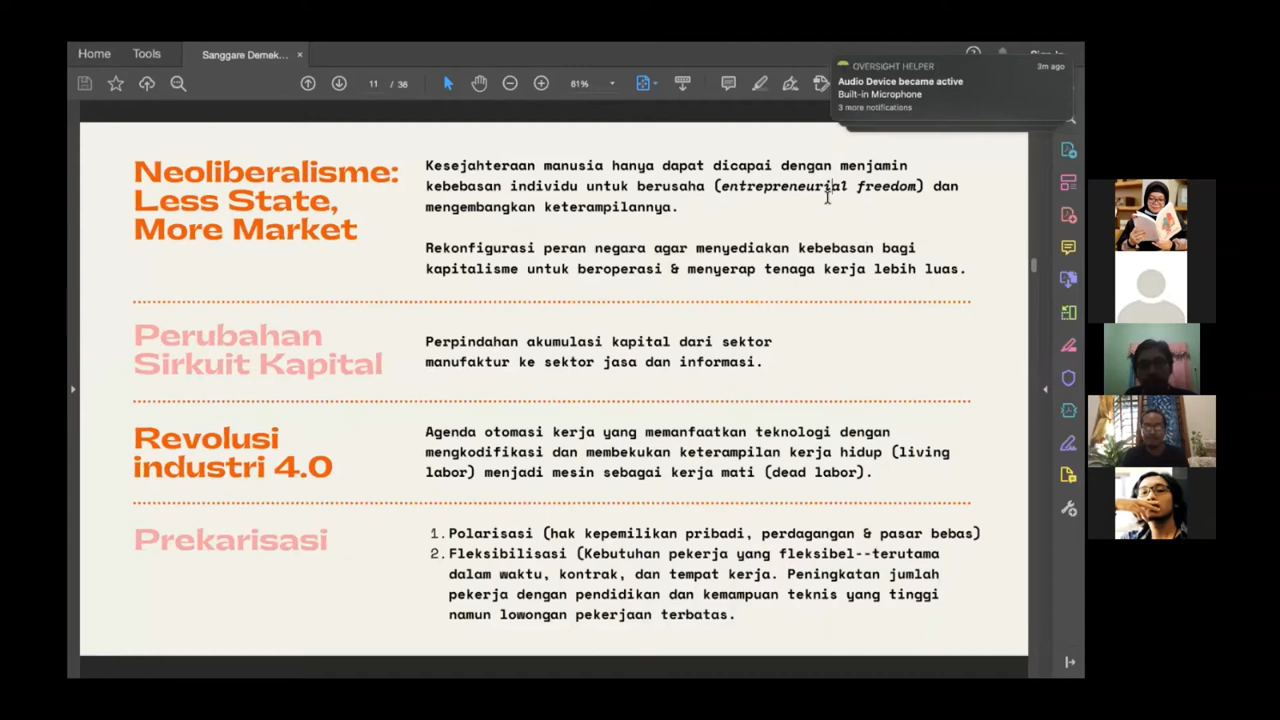 Home
Tools
Sanggare Demek...
×
11 / 36
61%
OVERSIGHT HELPER
3m ago
Audio Device became active
Built-in Microphone
3 more notifications
Neoliberalisme:
Less State,
More Market
Kesejahteraan manusia hanya dapat dicapai dengan menjamin
kebebasan individu untuk berusaha (entrepreneurial freedom) dan
mengembangkan keterampilannya.
Rekonfigurasi peran negara agar menyediakan kebebasan bagi
kapitalisme untuk beroperasi & menyerap tenaga kerja lebih luas.
Perubahan
Sirkuit Kapital
Perpindahan akumulasi kapital dari sektor
manufaktur ke sektor jasa dan informasi.
Revolusi
industri 4.0
Agenda otomasi kerja yang memanfaatkan teknologi dengan
mengkodifikasi dan membekukan keterampilan kerja hidup (living
labor) menjadi mesin sebagai kerja mati (dead labor).
Prekarisasi
1. Polarisasi (hak kepemilikan pribadi, perdagangan & pasar bebas)
2. Fleksibilisasi (Kebutuhan pekerja yang fleksibel--terutama
dalam waktu, kontrak, dan tempat kerja. Peningkatan jumlah
pekerja dengan pendidikan dan kemampuan teknis yang tinggi
namun lowongan pekerjaan terbatas.